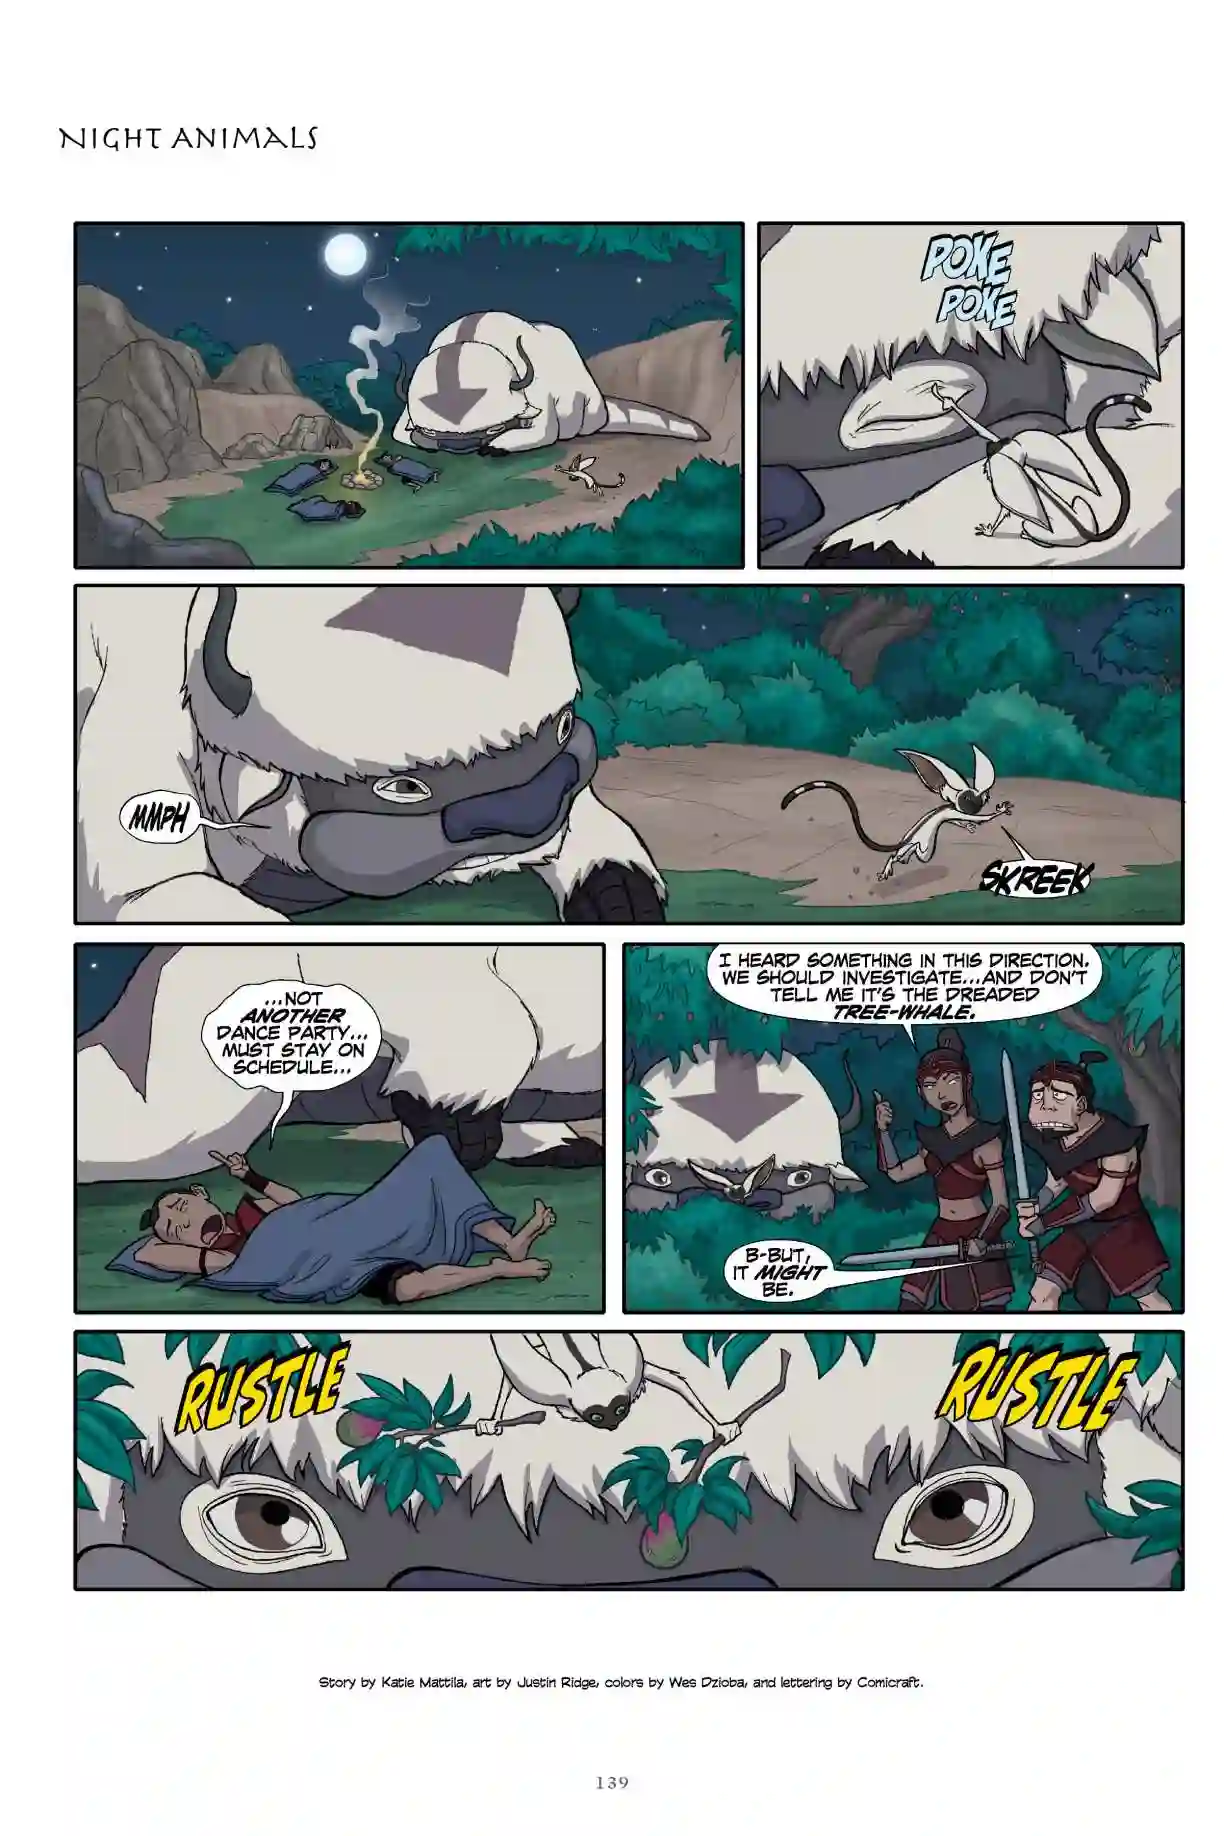 NIGHT ANIMALS
POKE
POKE
MMPH
SKREEK
...NOT
ANOTHER
DANCE PARTY...
MUST STAY ON
SCHEDULE...
I HEARD SOMETHING IN THIS DIRECTION.
WE SHOULD INVESTIGATE...AND DON'T
TELL ME IT'S THE DREADED
TREE-WHALE.
B-BUT,
IT MIGHT
BE.
RUSTLE
RUSTLE
Story by Katie Mattila, art by Justin Ridge, colors by Wes Dzioba, and lettering by Comicraft.
139